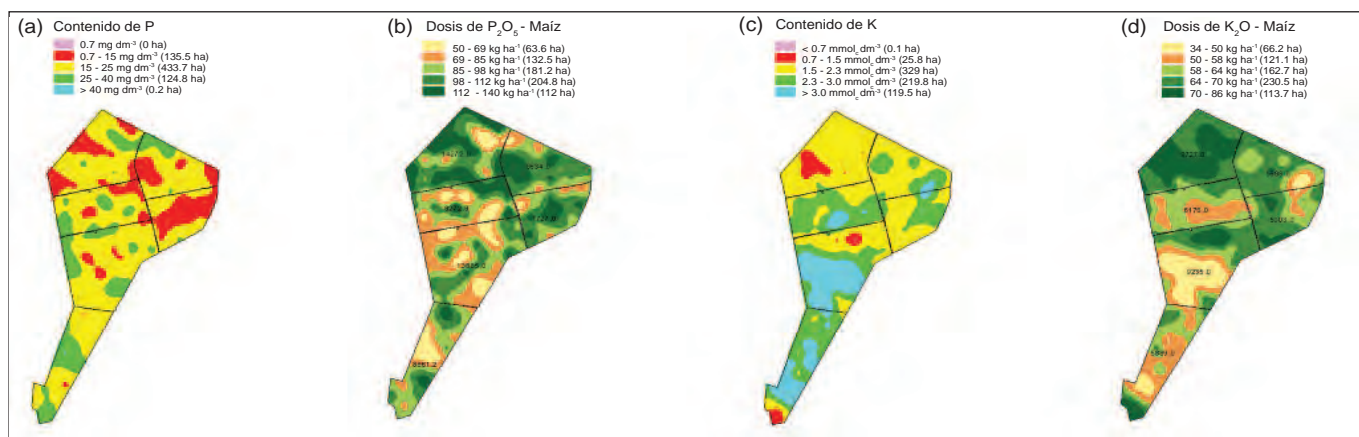 (a) Contenido de P
0.7 mg dm⁻³ (0 ha)
0.7 - 15 mg dm⁻³ (135.5 ha)
15 - 25 mg dm⁻³ (433.7 ha)
25 - 40 mg dm⁻³ (124.8 ha)
> 40 mg dm⁻³ (0.2 ha)
(b) Dosis de P₂O₅ - Maíz
50 - 69 kg ha⁻¹ (63.6 ha)
69 - 85 kg ha⁻¹ (132.5 ha)
85 - 98 kg ha⁻¹ (181.2 ha)
98 - 112 kg ha⁻¹ (204.8 ha)
112 - 140 kg ha⁻¹ (112 ha)
(c) Contenido de K
< 0.7 mmol꜀ dm⁻³ (0.1 ha)
0.7 - 1.5 mmol꜀ dm⁻³ (25.8 ha)
1.5 - 2.3 mmol꜀ dm⁻³ (329 ha)
2.3 - 3.0 mmol꜀ dm⁻³ (219.8 ha)
> 3.0 mmol꜀ dm⁻³ (119.5 ha)
(d) Dosis de K₂O - Maíz
34 - 50 kg ha⁻¹ (66.2 ha)
50 - 58 kg ha⁻¹ (121.1 ha)
58 - 64 kg ha⁻¹ (162.7 ha)
64 - 70 kg ha⁻¹ (230.5 ha)
70 - 86 kg ha⁻¹ (113.7 ha)